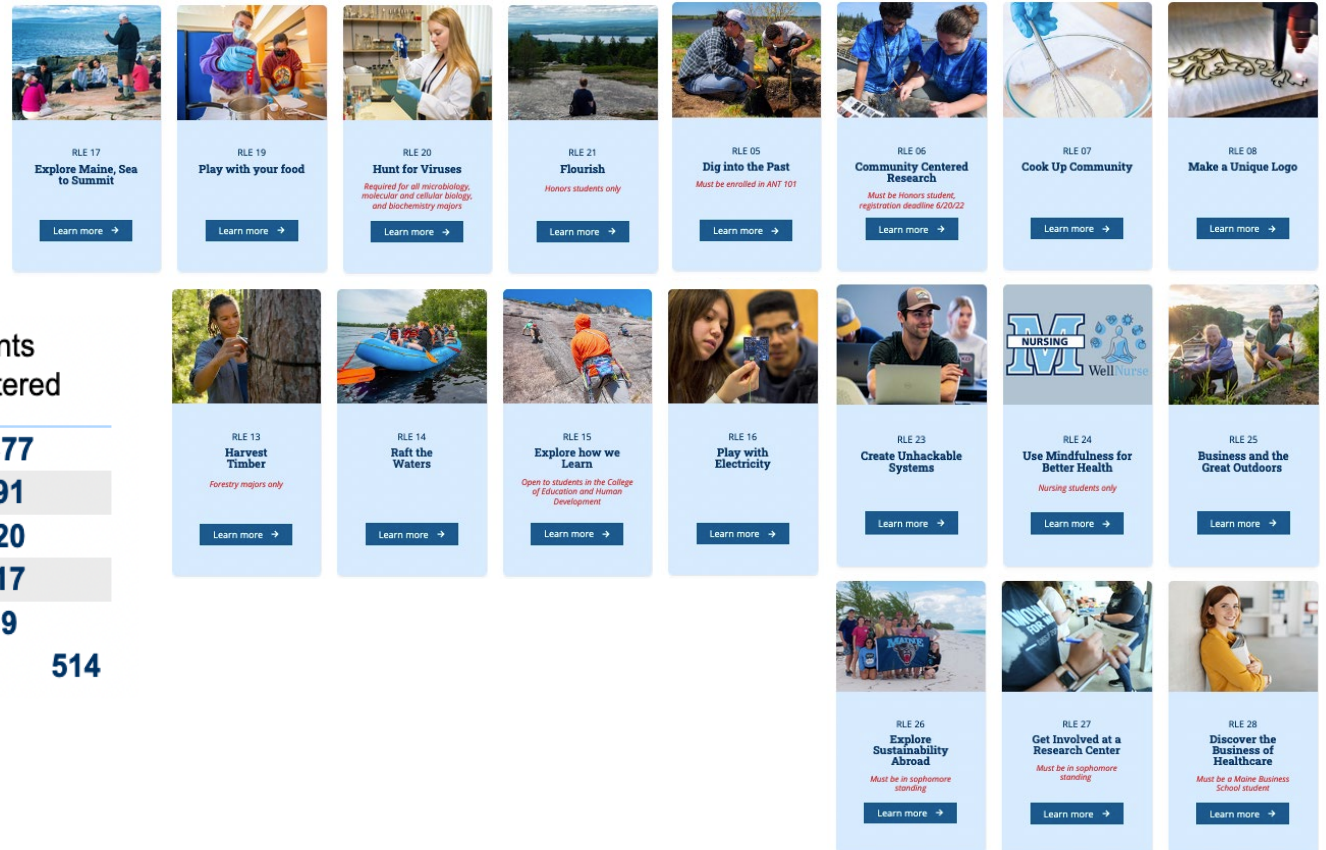 RLE 17
Explore Maine, Sea
to Summit
Learn more →
RLE 19
Play with your food
Learn more →
RLE 20
Hunt for Viruses
Required for all microbiology,
molecular and cellular biology,
and biochemistry majors
Learn more →
RLE 21
Flourish
Honors students only
Learn more →
RLE 05
Dig into the Past
Must be enrolled in ANT 101
Learn more →
RLE 06
Community Centered
Research
Must be Honors student,
registration deadline 6/20/22
Learn more →
RLE 07
Cook Up Community
Learn more →
RLE 08
Make a Unique Logo
Learn more →
nts
tered
77
91
20
17
9
514
RLE 13
Harvest
Timber
Forestry majors only
Learn more →
RLE 14
Raft the
Waters
Learn more →
RLE 15
Explore how we
Learn
Open to students in the College
of Education and Human
Development
Learn more →
RLE 16
Play with
Electricity
Learn more →
RLE 23
Create Unhackable
Systems
Learn more →
M
NURSING
WellNurse
RLE 24
Use Mindfulness for
Better Health
Nursing students only
Learn more →
RLE 25
Business and the
Great Outdoors
Learn more →
MAINE
RLE 26
Explore
Sustainability
Abroad
Must be in sophomore
standing
Learn more →
RLE 27
Get Involved at a
Research Center
Must be in sophomore
standing
Learn more →
RLE 28
Discover the
Business of
Healthcare
Must be a Maine Business
School student
Learn more →